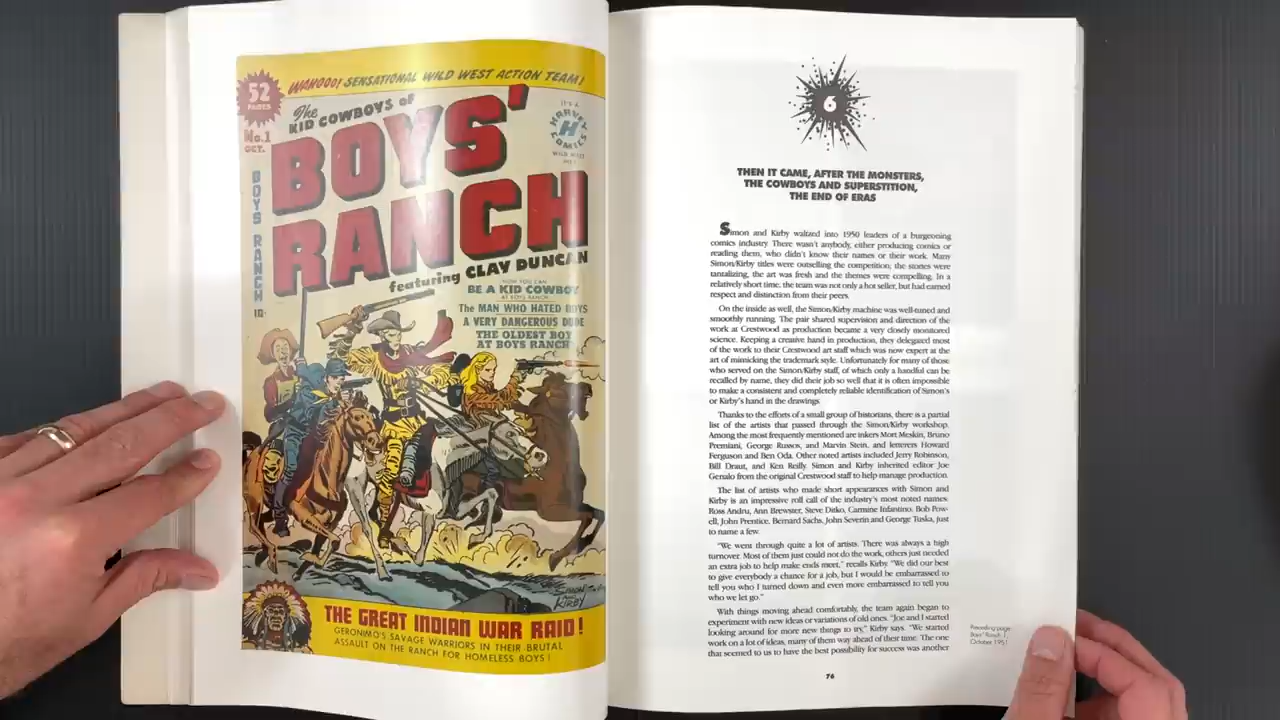 WAHOOO! SENSATIONAL WILD WEST ACTION TEAM!
52
PAGES
No.1
OCT.
The
KID COWBOYS of
BOYS'
RANCH
IT'S A
HARVEY
COMICS
H
featuring CLAY DUNCAN
BOYS RANCH
10¢
NOW YOU CAN
BE A KID COWBOY
AT BOYS RANCH
The MAN WHO HATED BOYS
A VERY DANGEROUS DUDE
THE OLDEST BOY
AT BOYS RANCH
SIMON
AND
KIRBY
THE GREAT INDIAN WAR RAID!
GERONIMO'S SAVAGE WARRIORS IN THEIR BRUTAL
ASSAULT ON THE RANCH FOR HOMELESS BOYS!
6
THEN IT CAME, AFTER THE MONSTERS,
THE COWBOYS AND SUPERSTITION,
THE END OF ERAS
Simon and Kirby waltzed into 1950 leaders of a burgeoning
comics industry. There wasn't anybody, either producing comics or
reading them, who didn't know their names or their work. Many
Simon/Kirby titles were outselling the competition, the stories were
tantalizing, the art was fresh and the themes were compelling. In a
relatively short time, the team was not only a hot seller, but had earned
respect and distinction from their peers.
On the inside as well, the Simon/Kirby machine was well-tuned and
smoothly running. The pair shared supervision and direction of the
work at Crestwood as production became a very closely monitored
science. Keeping a creative hand in production, they delegated most
of the work to their Crestwood art staff which was now expert at the
art of mimicking the trademark style. Unfortunately for many of those
who served on the Simon/Kirby staff, of which only a handful can be
recalled by name, they did their job so well that it is often impossible
to make a consistent and completely reliable identification of Simon's
or Kirby's hand in the drawings.
Thanks to the efforts of a small group of historians, there is a partial
list of the artists that passed through the Simon/Kirby workshop.
Among the most frequently mentioned are inkers Mort Meskin, Bruno
Premiani, George Russos, and Marvin Stein, and letterers Howard
Ferguson and Ben Oda. Other noted artists included Jerry Robinson,
Bill Draut, and Ken Reilly. Simon and Kirby inherited editor Joe
Genalo from the original Crestwood staff to help manage production.
The list of artists who made short appearances with Simon and
Kirby is an impressive roll call of the industry's most noted names:
Ross Andru, Ann Brewster, Steve Ditko, Carmine Infantino, Bob Pow-
ell, John Prentice, Bernard Sachs, John Severin and George Tuska, just
to name a few.
"We went through quite a lot of artists. There was always a high
turnover. Most of them just could not do the work, others just needed
an extra job to help make ends meet," recalls Kirby. "We did our best
to give everybody a chance for a job, but I would be embarrassed to
tell you who I turned down and even more embarrassed to tell you
who we let go."
With things moving ahead comfortably, the team again began to
experiment with new ideas or variations of old ones. "Joe and I started
looking around for more new things to try," Kirby says. "We started
work on a lot of ideas, many of them way ahead of their time. The one
that seemed to us to have the best possibility for success was another
Preceding page:
Boys' Ranch 1,
October 1951
76